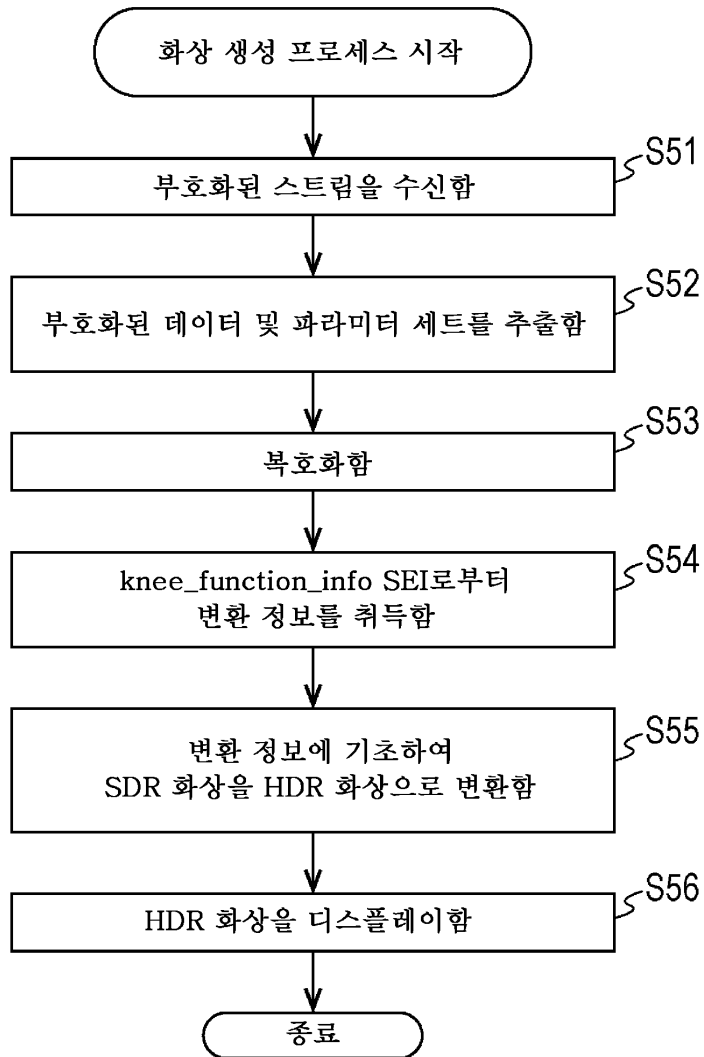 화상 생성 프로세스 시작
S51
부호화된 스트림을 수신함
S52
부호화된 데이터 및 파라미터 세트를 추출함
S53
복호화함
S54
knee_function_info SEI로부터
변환 정보를 취득함
S55
변환 정보에 기초하여
SDR 화상을 HDR 화상으로 변환함
S56
HDR 화상을 디스플레이함
종료